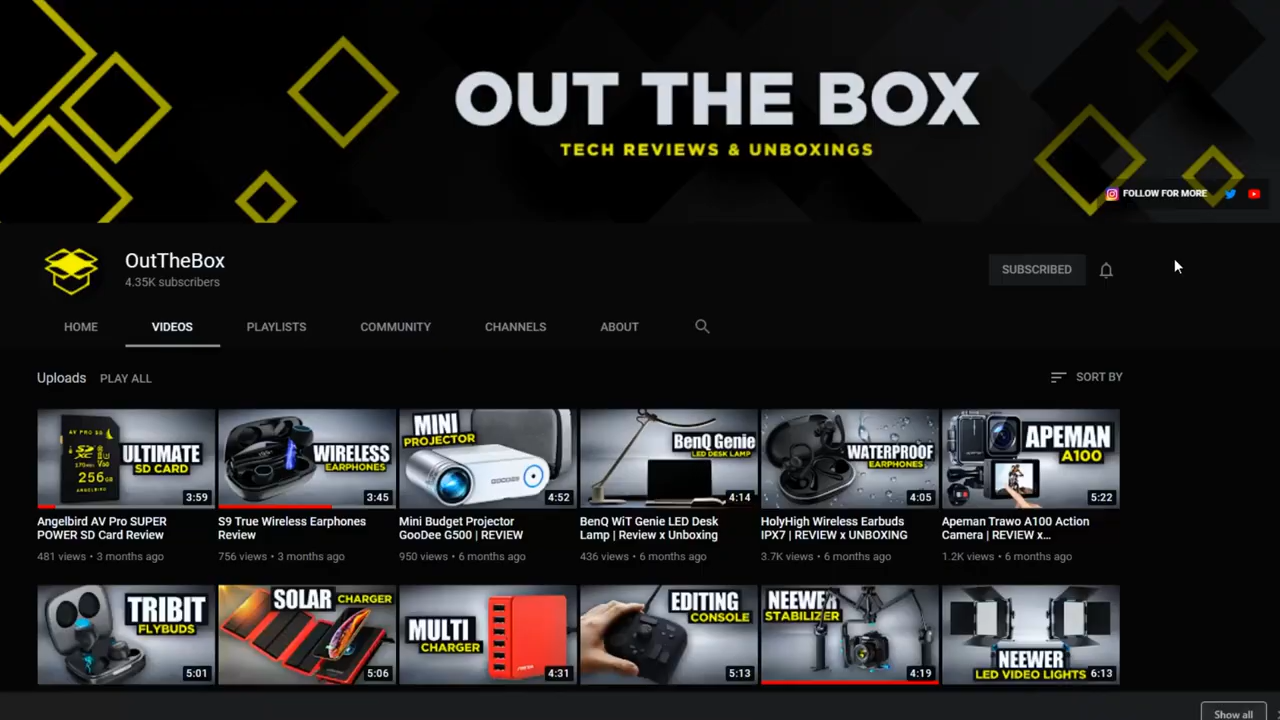 OUT THE BOX
TECH REVIEWS & UNBOXINGS
FOLLOW FOR MORE
OutTheBox
4.35K subscribers
SUBSCRIBED
HOME
VIDEOS
PLAYLISTS
COMMUNITY
CHANNELS
ABOUT
Uploads
PLAY ALL
SORT BY
AV PRO SD
256GB
ANGELBIRD
ULTIMATE
SD CARD
3:59
WIRELESS
EARPHONES
3:45
MINI
PROJECTOR
4:52
BenQ Genie
LED DESK LAMP
4:14
WATERPROOF
EARPHONES
4:05
APEMAN
A100
5:22
Angelbird AV Pro SUPER
POWER SD Card Review
481 views • 3 months ago
S9 True Wireless Earphones
Review
756 views • 3 months ago
Mini Budget Projector
GooDee G500 | REVIEW
950 views • 6 months ago
BenQ WiT Genie LED Desk
Lamp | Review x Unboxing
436 views • 6 months ago
HolyHigh Wireless Earbuds
IPX7 | REVIEW x UNBOXING
3.7K views • 6 months ago
Apeman Trawo A100 Action
Camera | REVIEW x...
1.2K views • 6 months ago
TRIBIT
FLYBUDS
5:01
SOLAR CHARGER
5:06
MULTI
CHARGER
4:31
EDITING
CONSOLE
5:13
NEEWER
STABILIZER
4:19
NEEWER
LED VIDEO LIGHTS
6:13
Show all